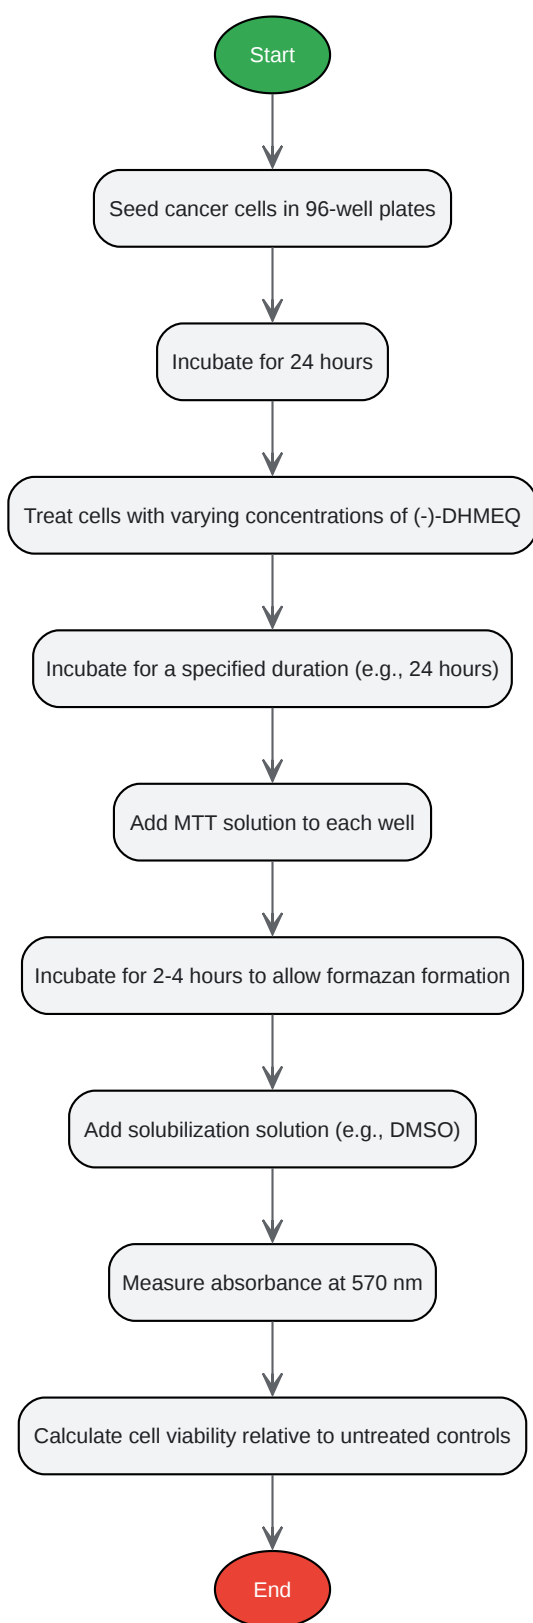 Start
Seed cancer cells in 96-well plates
Incubate for 24 hours
Treat cells with varying concentrations of (-)-DHMEQ
Incubate for a specified duration (e.g., 24 hours)
Add MTT solution to each well
Incubate for 2-4 hours to allow formazan formation
Add solubilization solution (e.g., DMSO)
Measure absorbance at 570 nm
Calculate cell viability relative to untreated controls
End